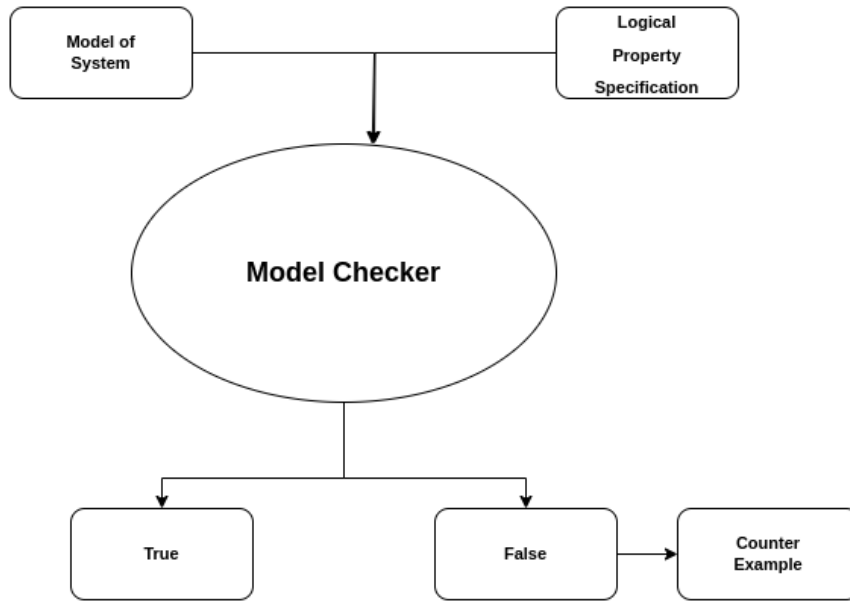 Model of
System
Logical
Property
Specification
Model Checker
True
False
Counter
Example